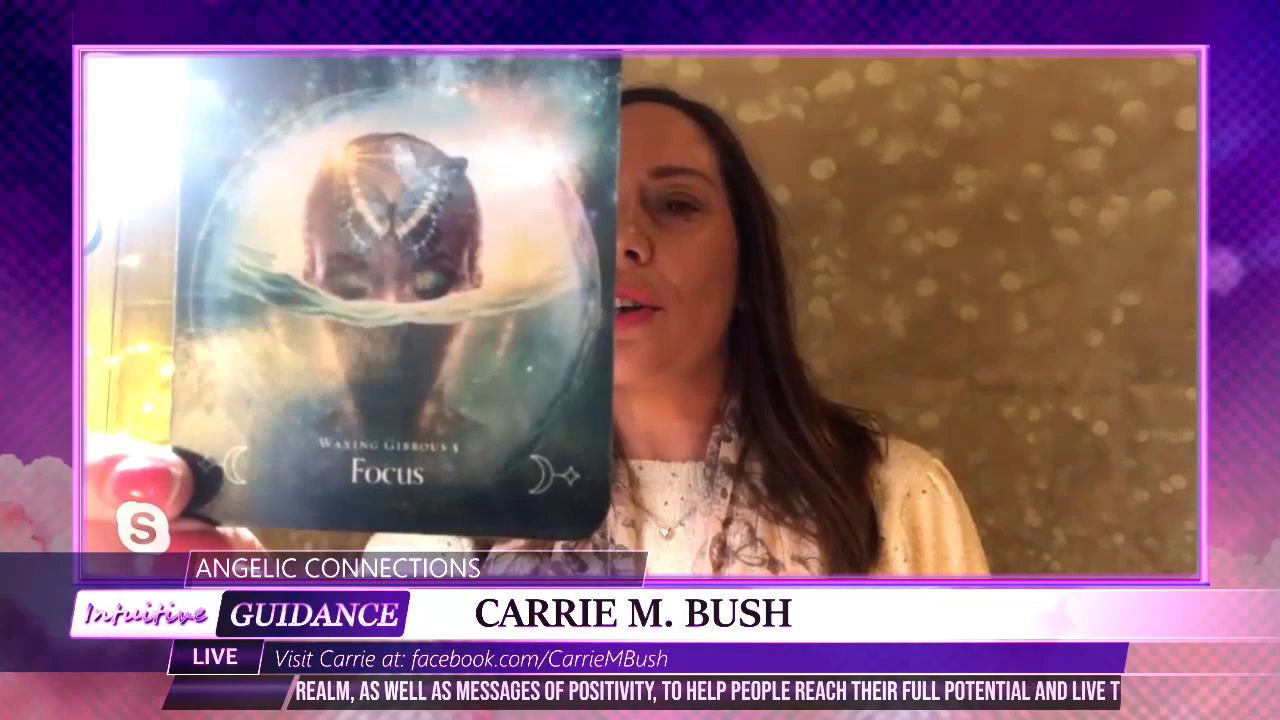 WAXING GIBBOUS
Focus
S
ANGELIC CONNECTIONS
Intuitive GUIDANCE
CARRIE M. BUSH
LIVE
Visit Carrie at: facebook.com/CarrieMBush
REALM, AS WELL AS MESSAGES OF POSITIVITY, TO HELP PEOPLE REACH THEIR FULL POTENTIAL AND LIVE T